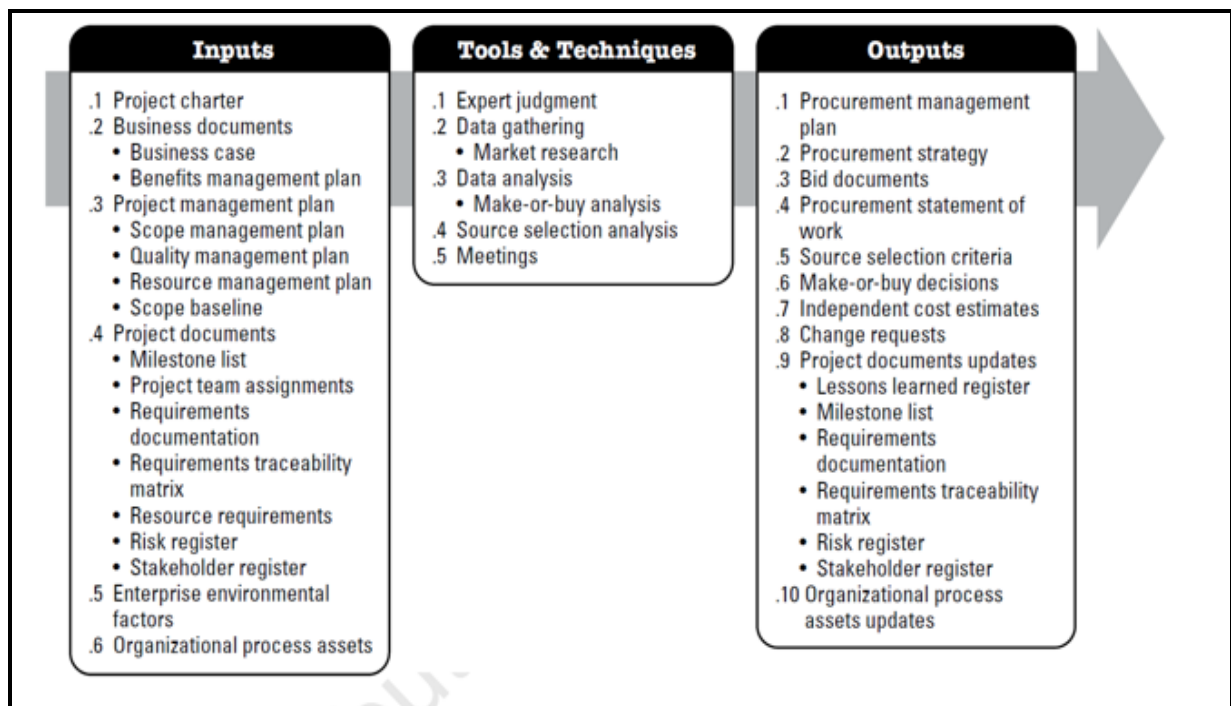 Inputs
.1 Project charter
.2 Business documents
• Business case
• Benefits management plan
.3 Project management plan
• Scope management plan
• Quality management plan
• Resource management plan
• Scope baseline
.4 Project documents
• Milestone list
• Project team assignments
• Requirements
documentation
• Requirements traceability
matrix
• Resource requirements
• Risk register
• Stakeholder register
.5 Enterprise environmental
factors
.6 Organizational process assets
Tools & Techniques
.1 Expert judgment
.2 Data gathering
• Market research
.3 Data analysis
• Make-or-buy analysis
.4 Source selection analysis
.5 Meetings
Outputs
.1 Procurement management
plan
.2 Procurement strategy
.3 Bid documents
.4 Procurement statement of
work
.5 Source selection criteria
.6 Make-or-buy decisions
.7 Independent cost estimates
.8 Change requests
.9 Project documents updates
• Lessons learned register
• Milestone list
• Requirements
documentation
• Requirements traceability
matrix
• Risk register
• Stakeholder register
.10 Organizational process
assets updates